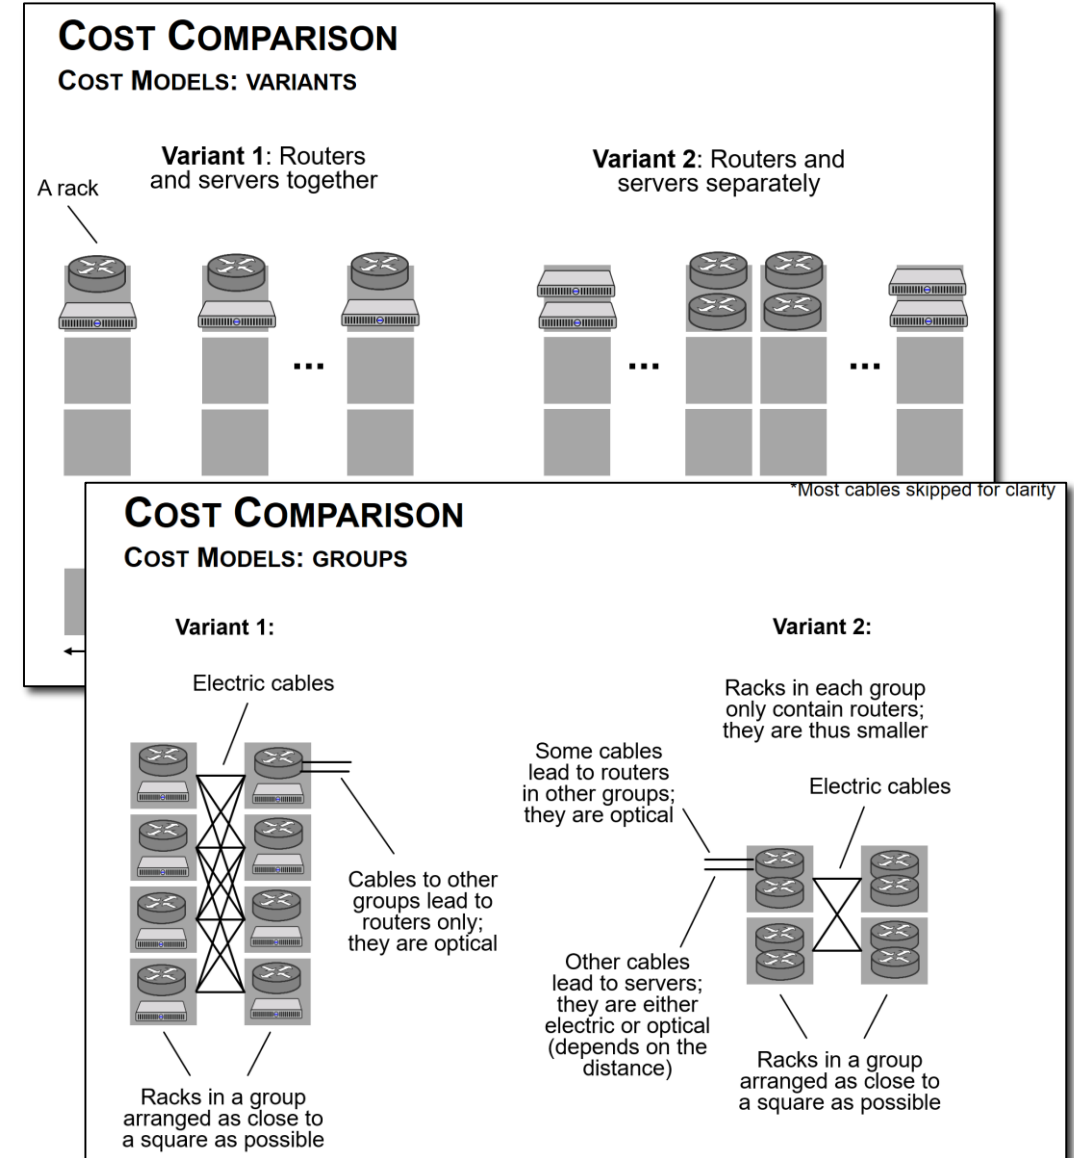 COST COMPARISON
COST MODELS: VARIANTS
Variant 1: Routers
and servers together
Variant 2: Routers and
servers separately
A rack
...
...
...
*Most cables skipped for clarity
COST COMPARISON
COST MODELS: GROUPS
Variant 1:
Variant 2:
Electric cables
Racks in each group
only contain routers;
they are thus smaller
Some cables
lead to routers
in other groups;
they are optical
Electric cables
Cables to other
groups lead to
routers only;
they are optical
Other cables
lead to servers;
they are either
electric or optical
(depends on the
distance)
Racks in a group
arranged as close to
a square as possible
Racks in a group
arranged as close to
a square as possible